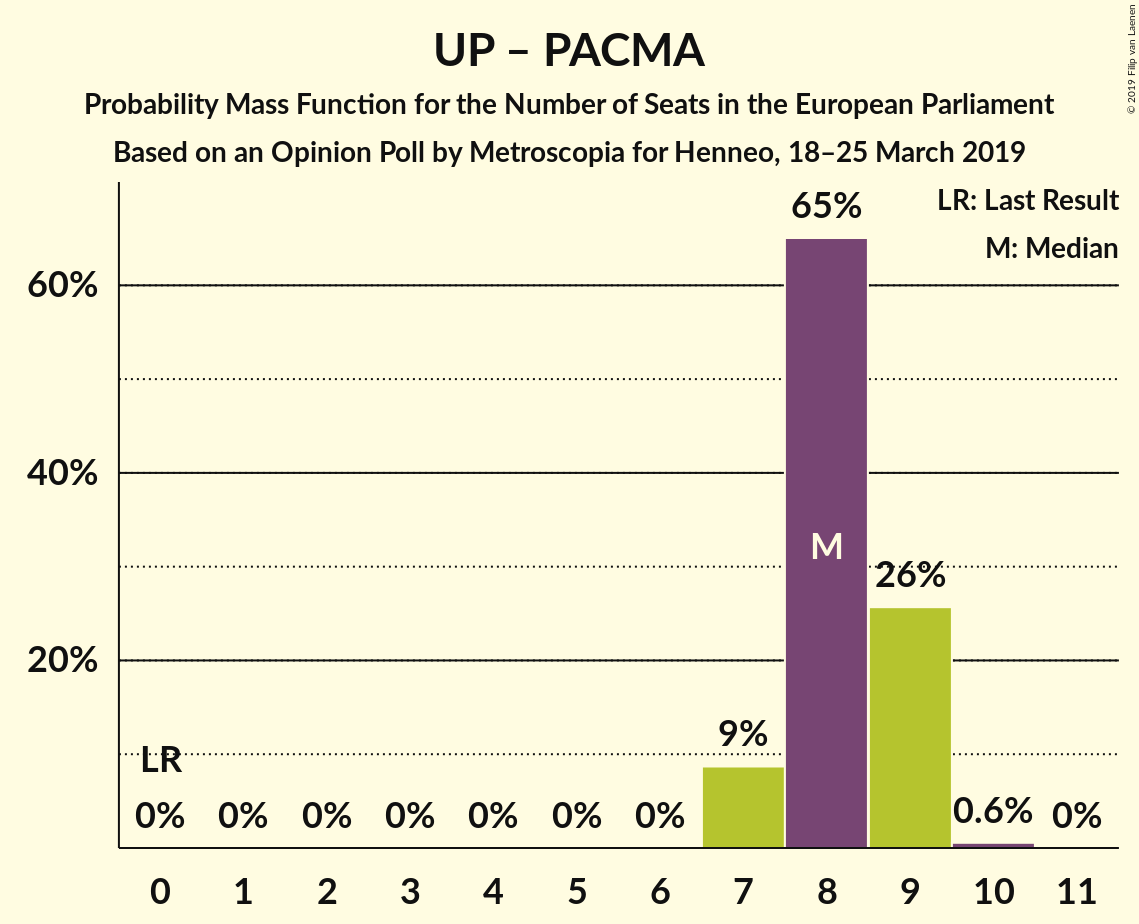 UP – PACMA
Probability Mass Function for the Number of Seats in the European Parliament
Based on an Opinion Poll by Metroscopia for Henneo, 18–25 March 2019
© 2019 Filip van Laenen
LR: Last Result
M: Median
60%
40%
20%
65%
M
26%
9%
LR
0% 0% 0% 0% 0% 0% 0% 0.6% 0%
0 1 2 3 4 5 6 7 8 9 10 11